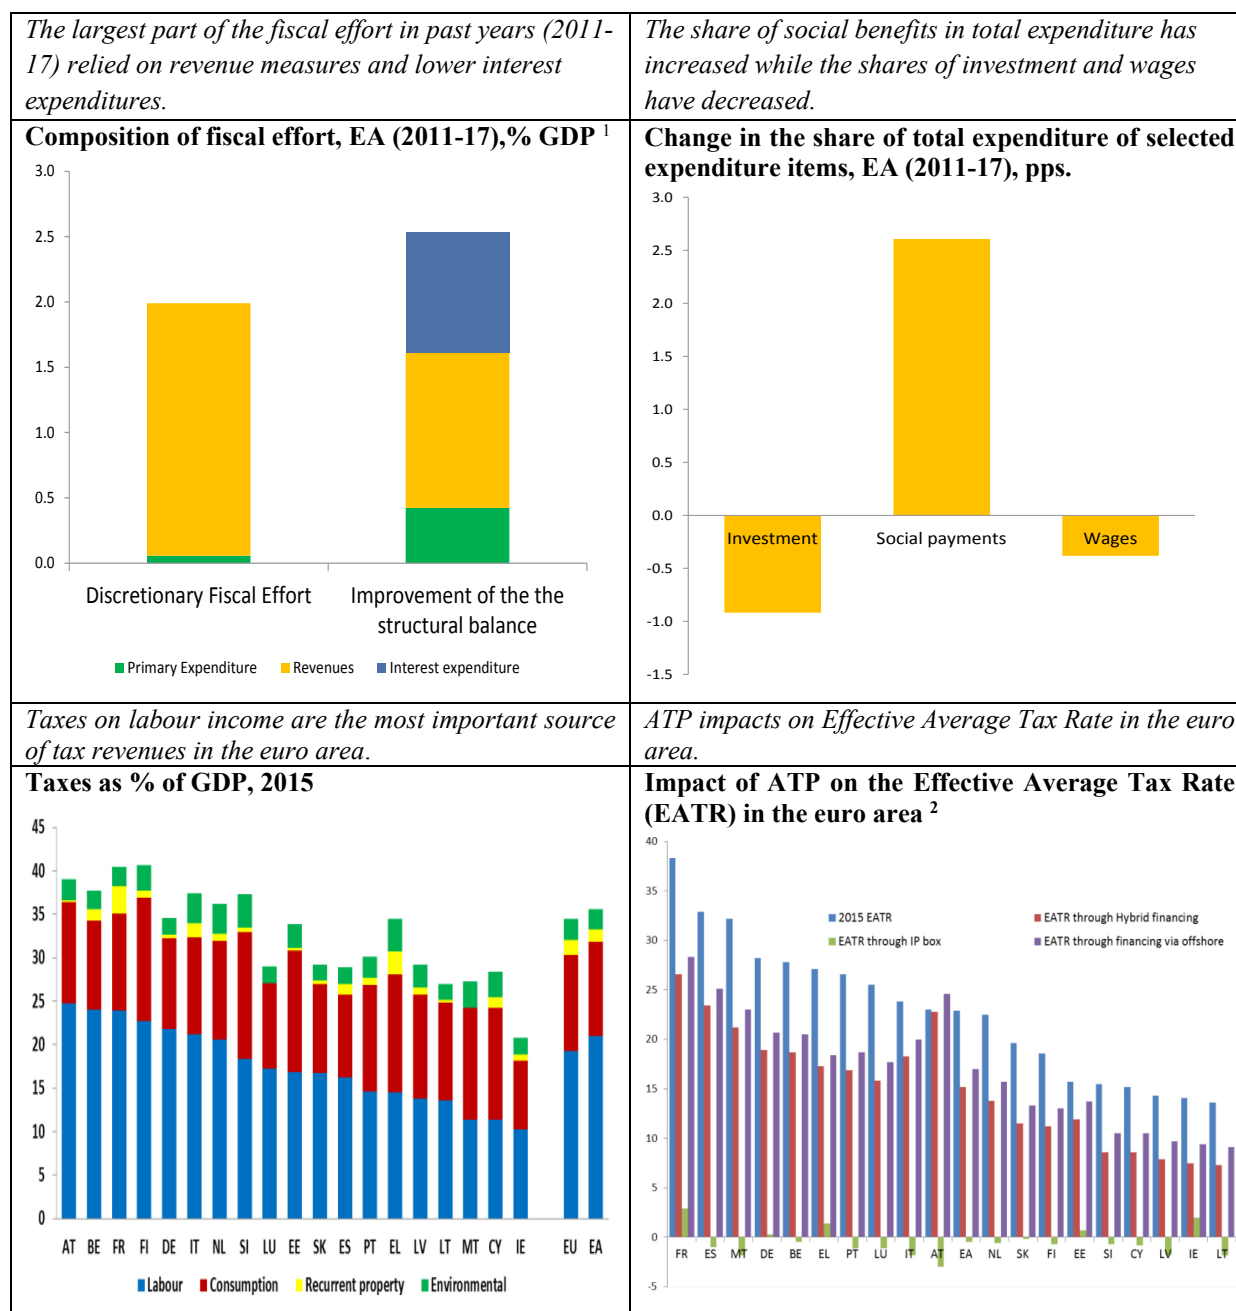 The largest part of the fiscal effort in past years (2011-
17) relied on revenue measures and lower interest
expenditures.
The share of social benefits in total expenditure has
increased while the shares of investment and wages
have decreased.
Composition of fiscal effort, EA (2011-17),% GDP 1
3.0
2.5
2.0
1.5
1.0
0.5
0.0
Discretionary Fiscal Effort
Improvement of the the
structural balance
Primary Expenditure
Revenues
Interest expenditure
Change in the share of total expenditure of selected
expenditure items, EA (2011-17), pps.
3.0
2.5
2.0
1.5
1.0
0.5
0.0
-0.5
-1.0
-1.5
Investment
Social payments
Wages
Taxes on labour income are the most important source
of tax revenues in the euro area.
ATP impacts on Effective Average Tax Rate in the euro
area.
Taxes as % of GDP, 2015
45
40
35
30
25
20
15
10
5
0
AT BE FR FI DE IT NL SI LU EE SK ES PT EL LV LT MT CY IE EU EA
Labour
Consumption
Recurrent property
Environmental
Impact of ATP on the Effective Average Tax Rate
(EATR) in the euro area 2
40
35
30
25
20
15
10
5
0
-5
2015 EATR
EATR through Hybrid financing
EATR through IP box
EATR through financing via offshore
FR ES MT DE BE EL PT LU IT AT EA NL SK FI EE SI CY LV IE LT